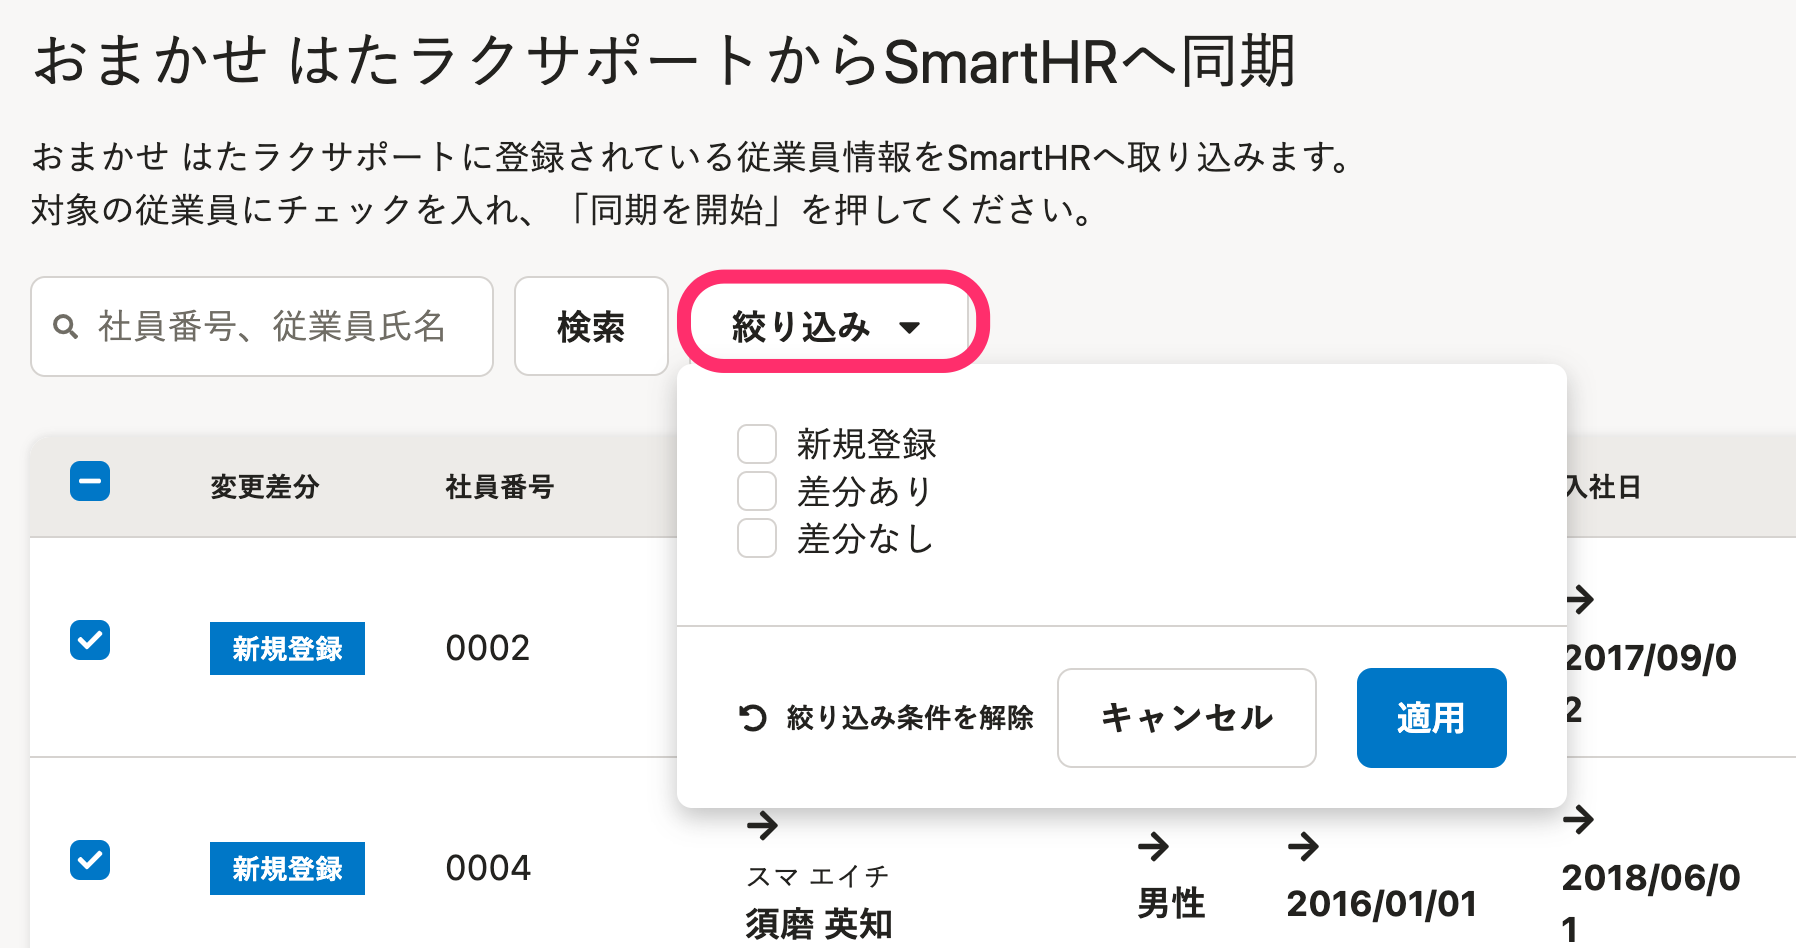 おまかせ はたラクサポートからSmartHRへ同期
おまかせ はたラクサポートに登録されている従業員情報をSmartHRへ取り込みます。
対象の従業員にチェックを入れ、「同期を開始」を押してください。
社員番号、従業員氏名
検索
絞り込み
新規登録
差分あり
差分なし
絞り込み条件を解除
キャンセル
適用
変更差分
社員番号
入社日
新規登録
0002
2017/09/0
2
新規登録
0004
スマ エイチ
須磨 英知
男性
2016/01/01
2018/06/0
1